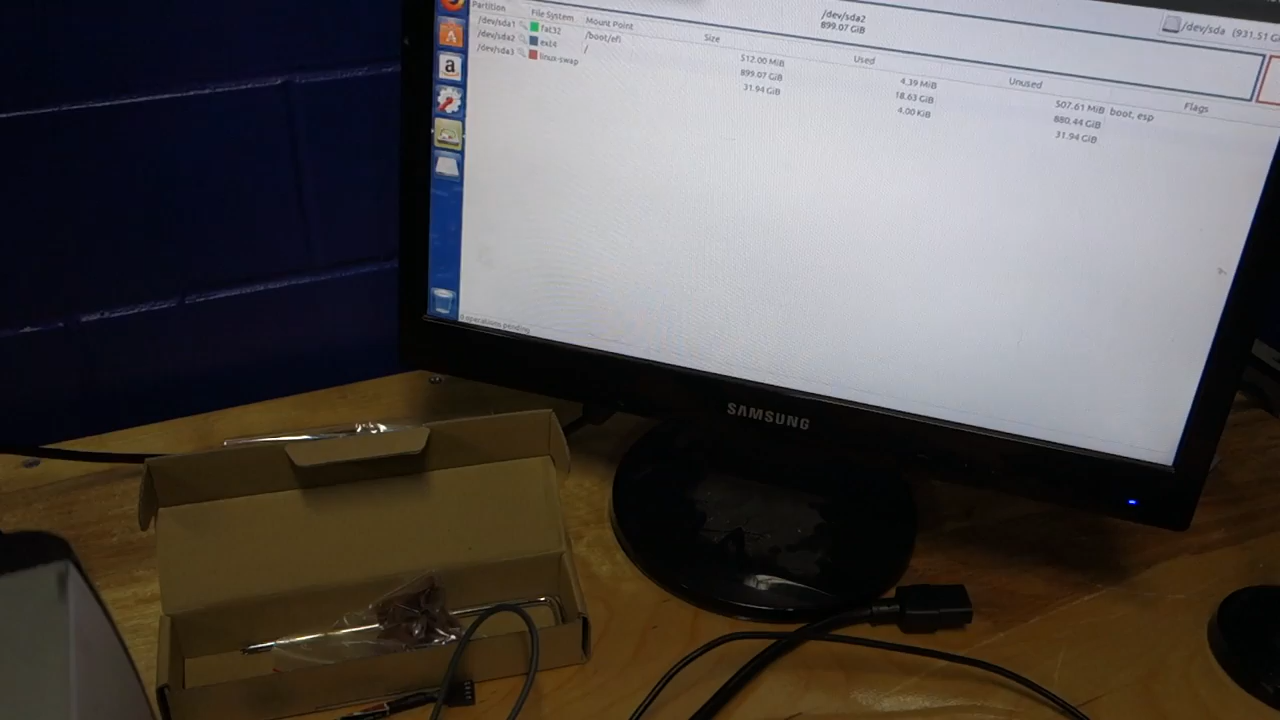 /dev/sda2
899.07 GiB
/dev/sda (931.51 G
Partition File System Mount Point Size Used Unused Flags
/dev/sda1 fat32 /boot/efi 512.00 MiB 4.39 MiB 507.61 MiB boot, esp
/dev/sda2 ext4 / 899.07 GiB 18.63 GiB 880.44 GiB
/dev/sda3 linux-swap 31.94 GiB 4.00 KiB 31.94 GiB
a
0 operations pending
SAMSUNG